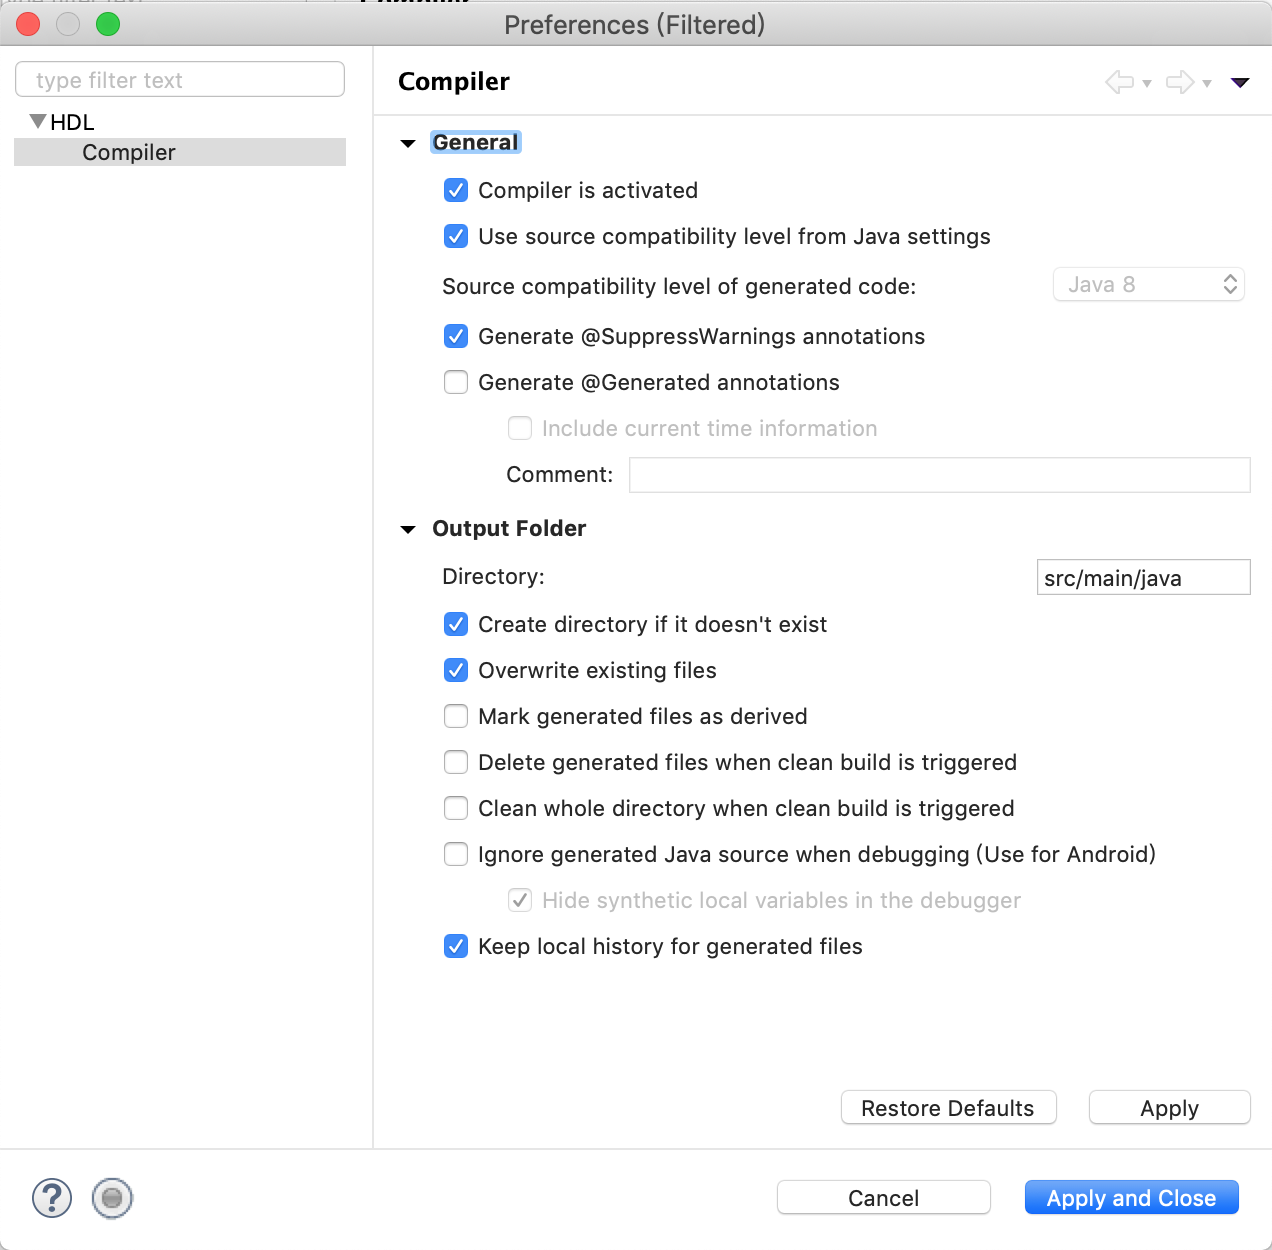 Preferences (Filtered)
type filter text
HDL
Compiler
Compiler
General
Compiler is activated
Use source compatibility level from Java settings
Source compatibility level of generated code:
Java 8
Generate @SuppressWarnings annotations
Generate @Generated annotations
Include current time information
Comment:
Output Folder
Directory:
src/main/java
Create directory if it doesn't exist
Overwrite existing files
Mark generated files as derived
Delete generated files when clean build is triggered
Clean whole directory when clean build is triggered
Ignore generated Java source when debugging (Use for Android)
Hide synthetic local variables in the debugger
Keep local history for generated files
Restore Defaults
Apply
?
Cancel
Apply and Close